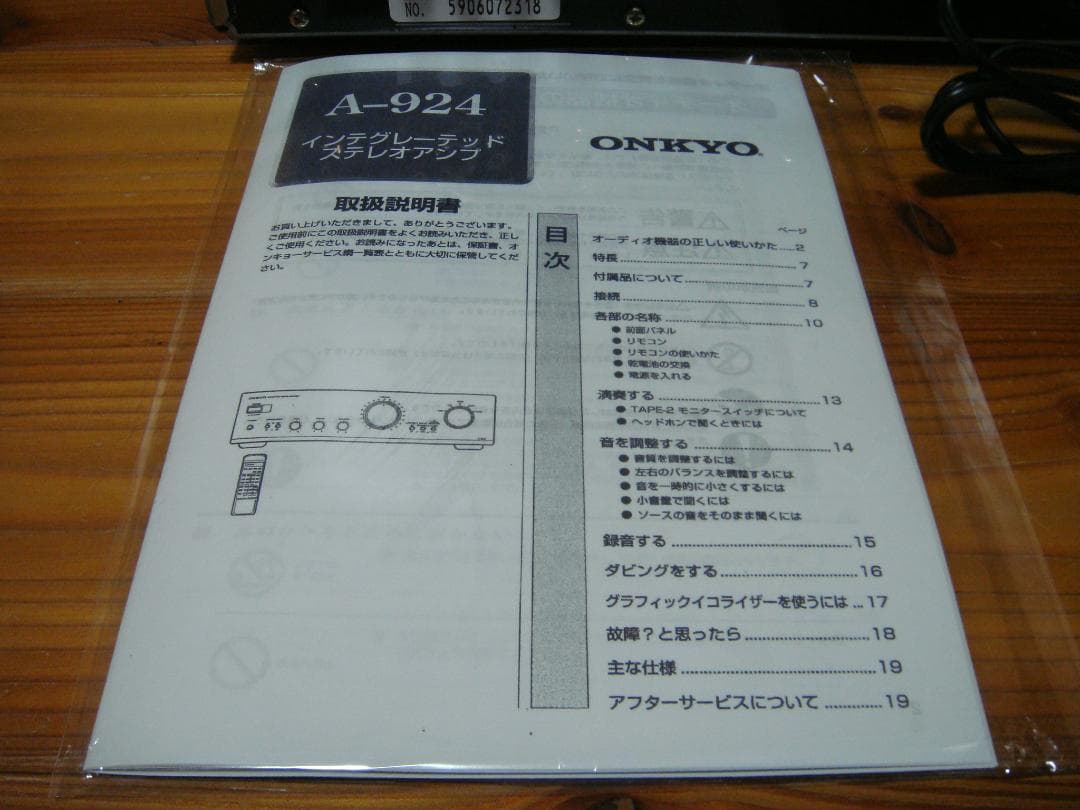 NO. 5906072318
A-924
インテグレーテッド
ステレオアンプ
ONKYO
取扱説明書
お買い上げいただきまして、ありがとうございます。
ご使用前にこの取扱説明書をよくお読みいただき、正し
くご使用ください。お読みになったあとは、保証書、オ
ンキョーサービス網一覧表とともに大切に保管してくだ
さい。
目次
ページ
オーディオ機器の正しい使いかた.....2
特長.....7
付属品について.....7
接続.....8
各部の名称.....10
● 前面パネル
● リモコン
● リモコンの使いかた
● 乾電池の交換
● 電源を入れる
演奏する.....13
● TAPE-2 モニタースイッチについて
● ヘッドホンで聞くときには
音を調整する.....14
● 音質を調整するには
● 左右のバランスを調整するには
● 音を一時的に小さくするには
● 小音量で聞くには
● ソースの音をそのまま聞くには
録音する.....15
ダビングをする.....16
グラフィックイコライザーを使うには...17
故障?と思ったら.....18
主な仕様.....19
アフターサービスについて.....19